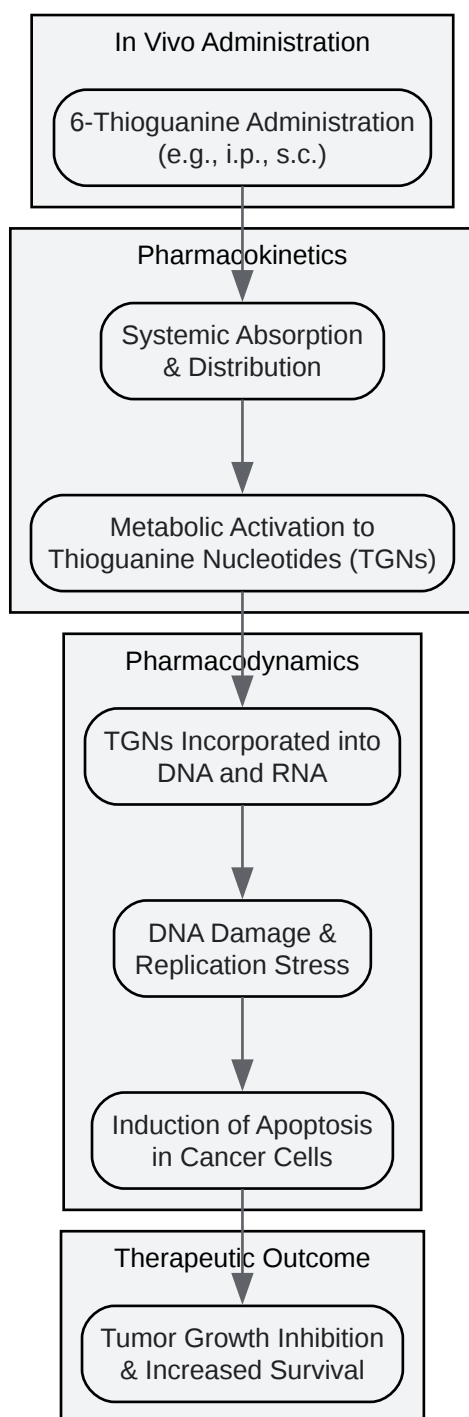 In Vivo Administration
6-Thioguanine Administration
(e.g., i.p., s.c.)
Pharmacokinetics
Systemic Absorption
& Distribution
Metabolic Activation to
Thioguanine Nucleotides (TGNs)
Pharmacodynamics
TGNs Incorporated into
DNA and RNA
DNA Damage &
Replication Stress
Induction of Apoptosis
in Cancer Cells
Therapeutic Outcome
Tumor Growth Inhibition
& Increased Survival